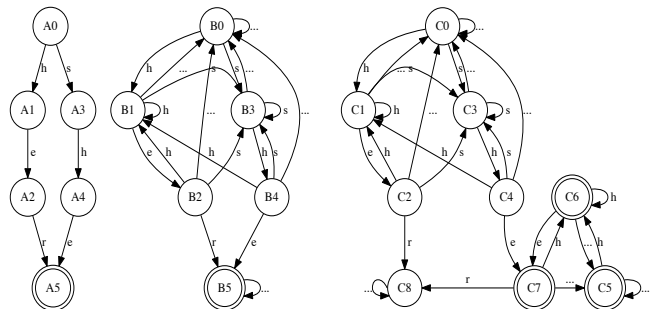 A0 B0 ... C0 ...
h s h ... s s ... h ... s s ...
A1 A3 B1 h B3 s C1 h C3 s
... ... ... ...
e h e h h s h s e h h s h s
A2 A4 B2 B4 C2 C4 C6 h
r e r e r e e h ... h
A5 B5 ... ... C8 r C7 ... C5 ...